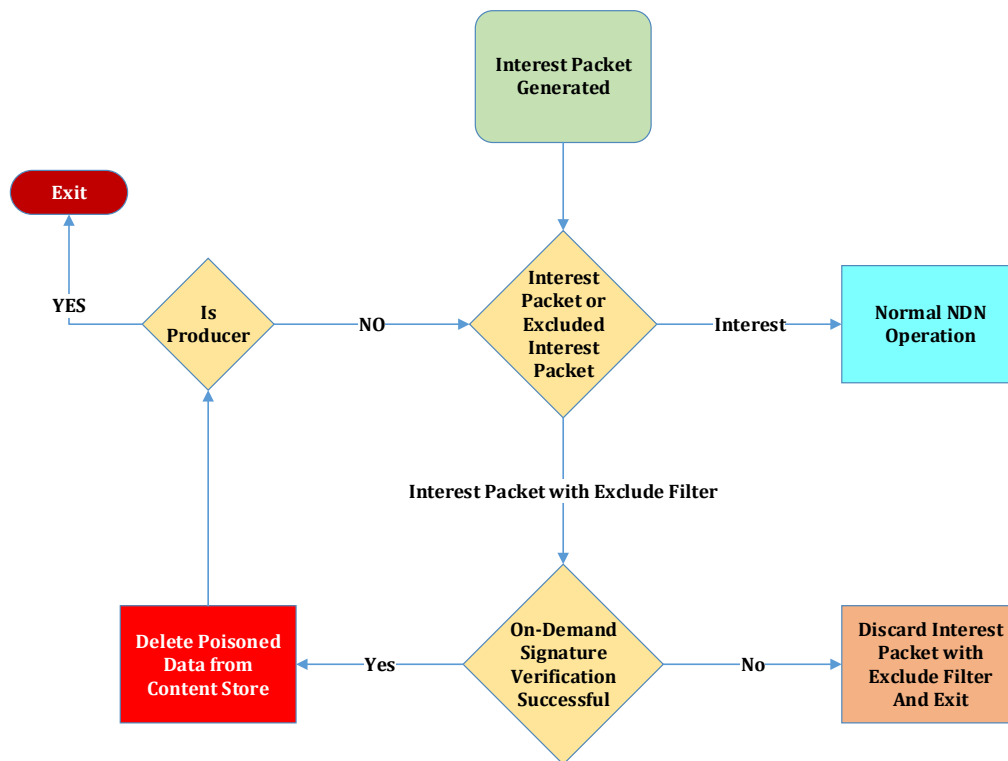 Interest Packet
Generated
Exit
YES
Is
Producer
NO
Interest
Packet or
Excluded
Interest
Packet
Interest
Normal NDN
Operation
Interest Packet with Exclude Filter
Delete Poisoned
Data from
Content Store
Yes
On-Demand
Signature
Verification
Successful
No
Discard Interest
Packet with
Exclude Filter
And Exit